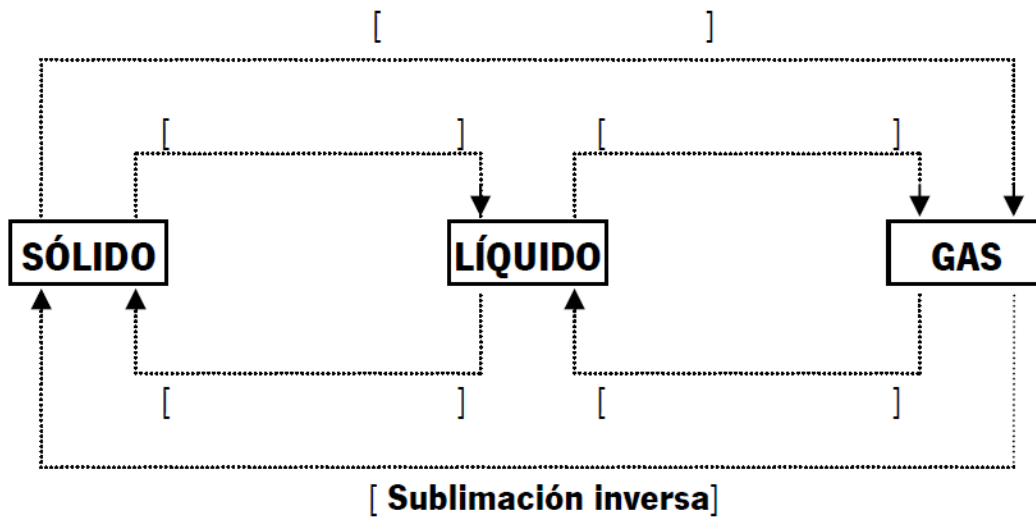 [ ]
[ ] [ ]
SÓLIDO LÍQUIDO GAS
[ ] [ ]
[ Sublimación inversa]